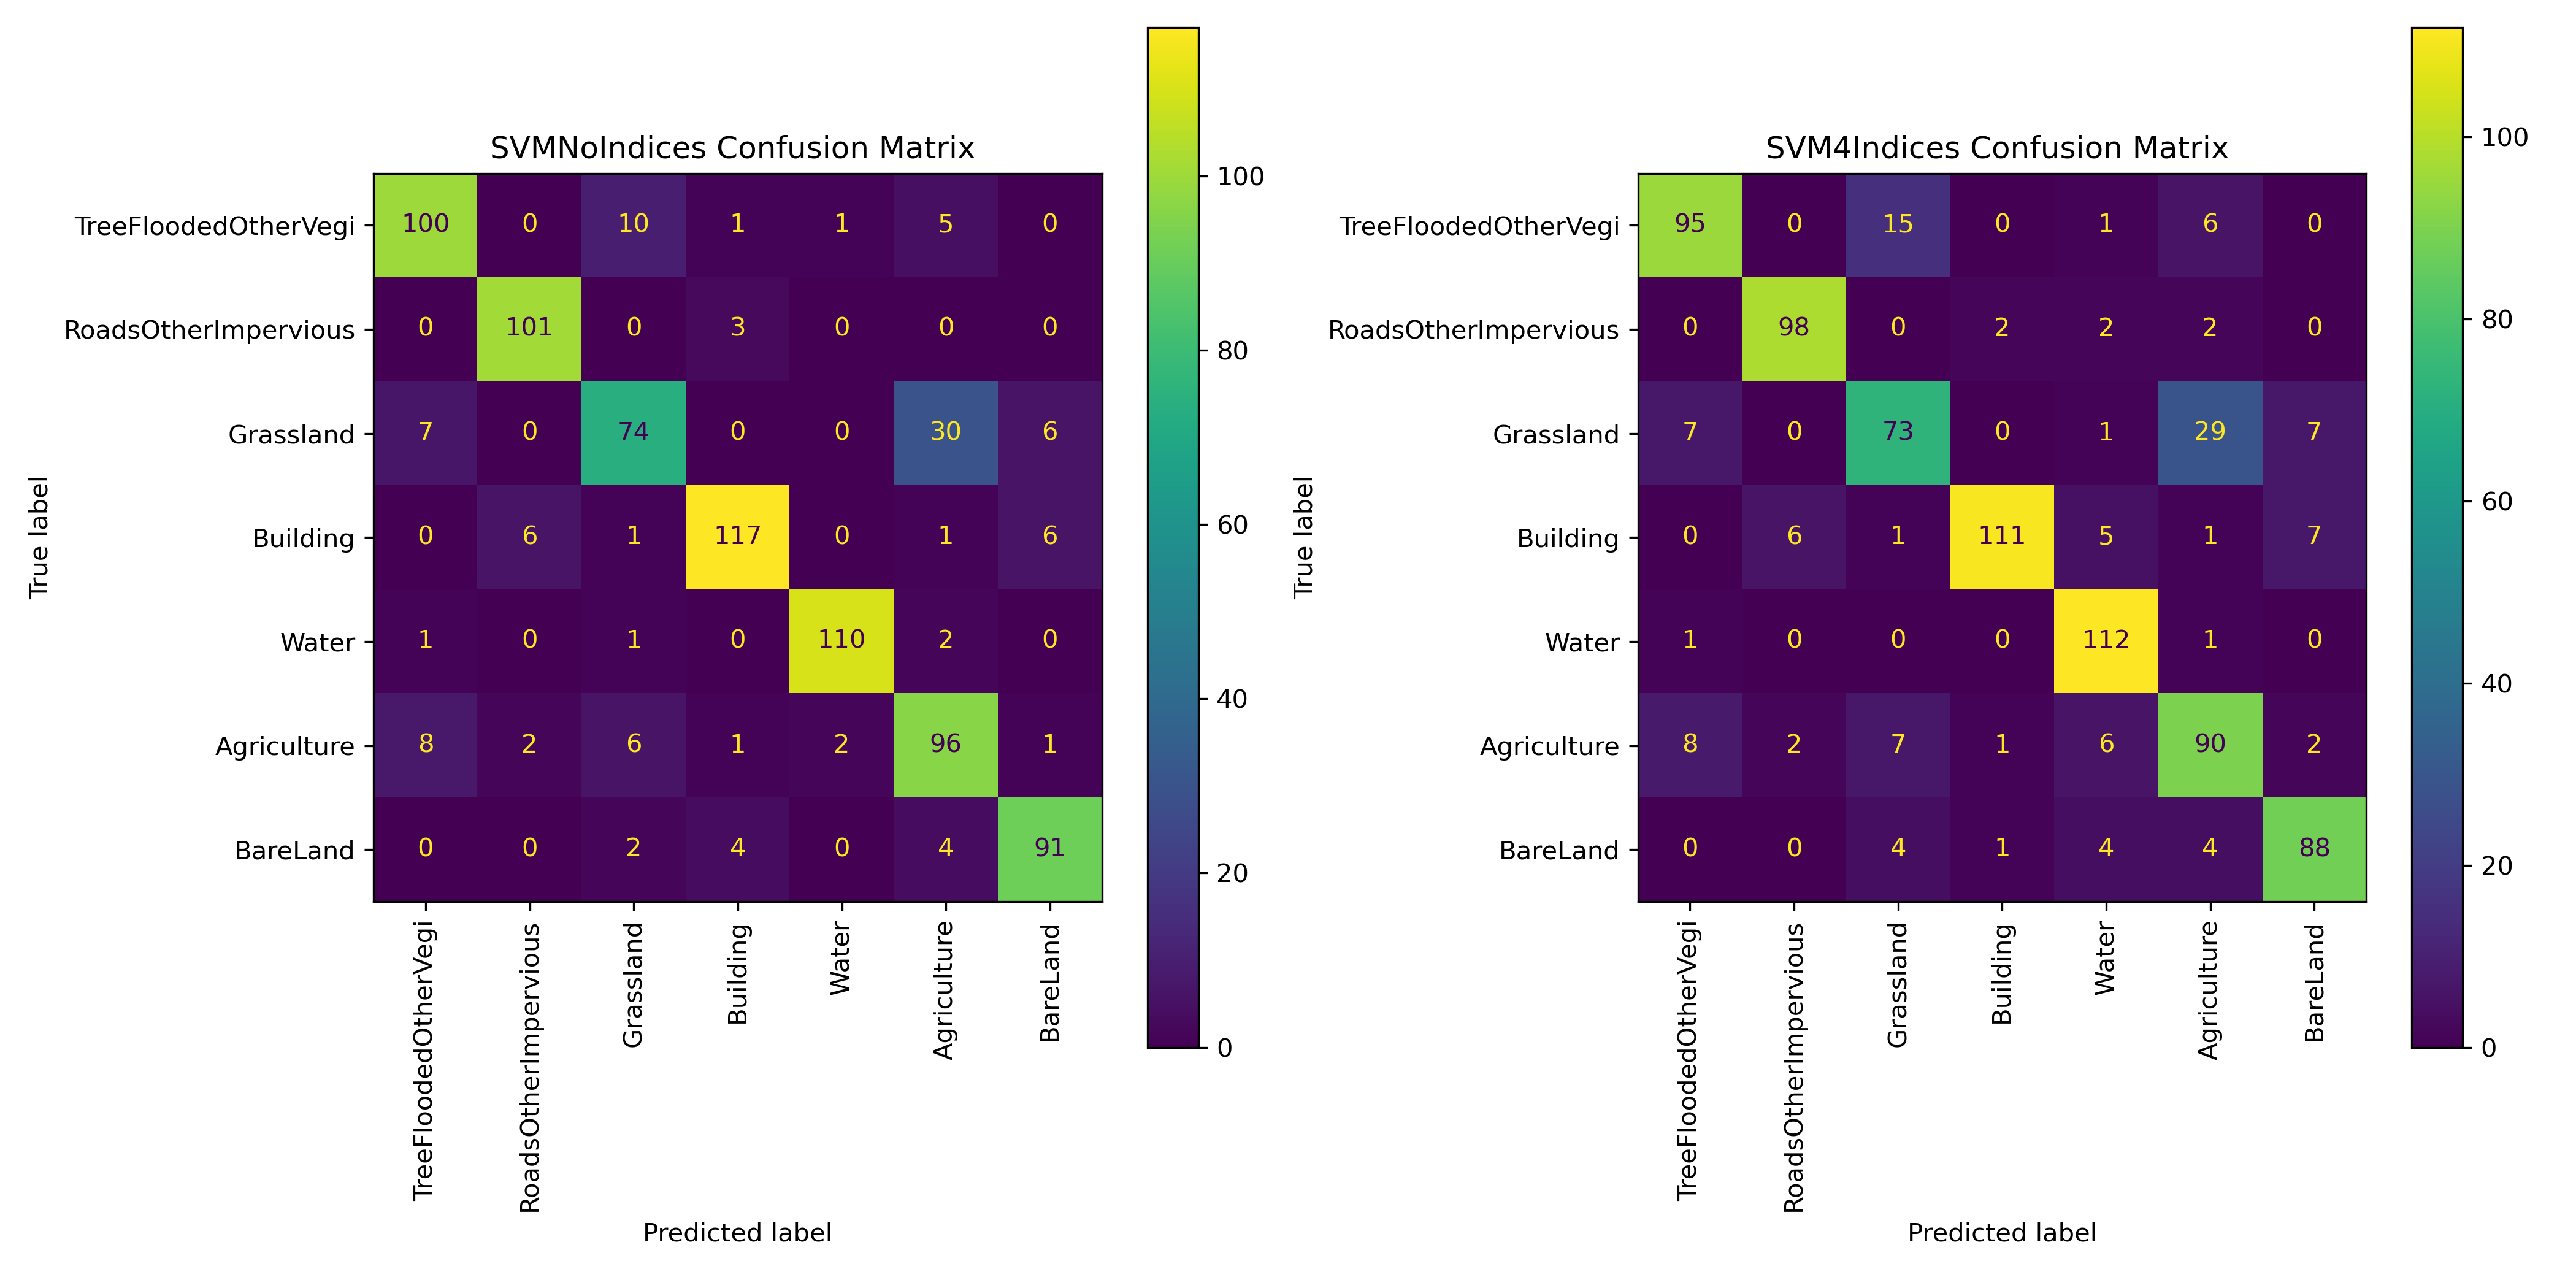 SVMNoIndices Confusion Matrix
True label
TreeFloodedOtherVegi 100 0 10 1 1 5 0
RoadsOtherImpervious 0 101 0 3 0 0 0
Grassland 7 0 74 0 0 30 6
Building 0 6 1 117 0 1 6
Water 1 0 1 0 110 2 0
Agriculture 8 2 6 1 2 96 1
BareLand 0 0 2 4 0 4 91
TreeFloodedOtherVegi RoadsOtherImpervious Grassland Building Water Agriculture BareLand
Predicted label
100
80
60
40
20
0
SVM4Indices Confusion Matrix
True label
TreeFloodedOtherVegi 95 0 15 0 1 6 0
RoadsOtherImpervious 0 98 0 2 2 2 0
Grassland 7 0 73 0 1 29 7
Building 0 6 1 111 5 1 7
Water 1 0 0 0 112 1 0
Agriculture 8 2 7 1 6 90 2
BareLand 0 0 4 1 4 4 88
TreeFloodedOtherVegi RoadsOtherImpervious Grassland Building Water Agriculture BareLand
Predicted label
100
80
60
40
20
0